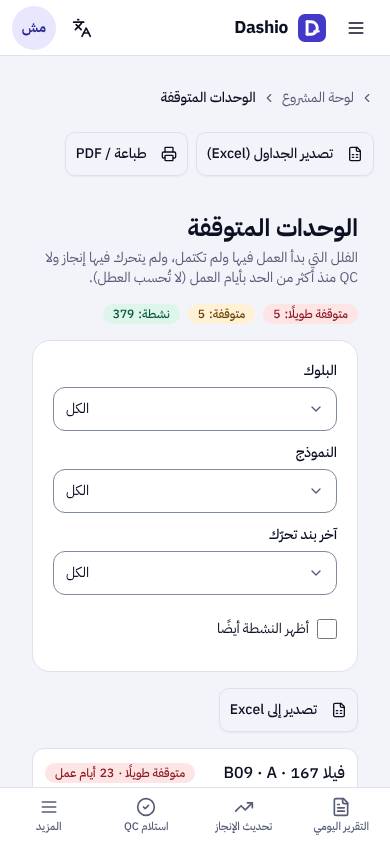 Dashio
مش
لوحة المشروع
الوحدات المتوقفة
تصدير الجداول (Excel)
طباعة / PDF
الوحدات المتوقفة
الفلل التي بدأ العمل فيها ولم تكتمل، ولم يتحرك فيها إنجاز ولا
QC منذ أكثر من الحد بأيام العمل (لا تُحسب العطل).
متوقفة طويلًا: 5
متوقفة: 5
نشطة: 379
البلوك
الكل
النموذج
الكل
آخر بند تحرّك
الكل
أظهر النشطة أيضًا
تصدير إلى Excel
فيلا 167 · B09 · A
متوقفة طويلًا · 23 أيام عمل
التقرير اليومي
تحديث الإنجاز
استلام QC
المزيد